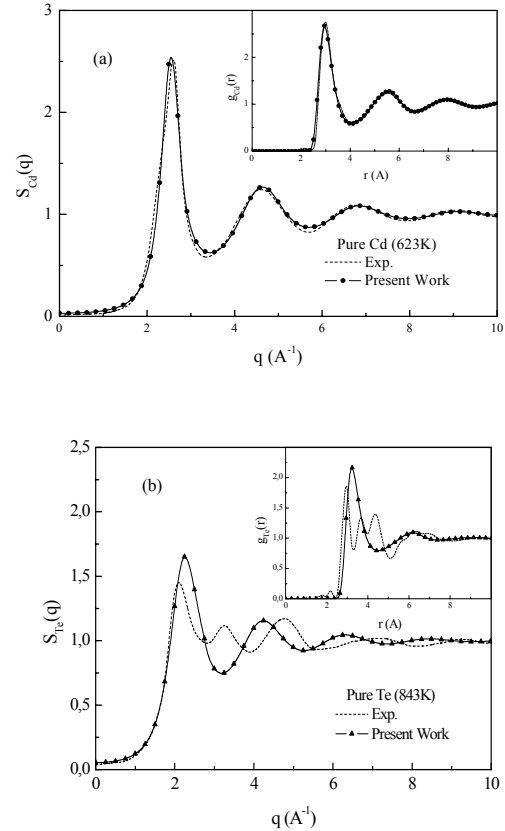 (a)
3
2
1
0
S_Cd(q)
0 2 4 6 8 10
q (A⁻¹)
g_Cd(r)
2
1
0
0 2 4 6 8 10
r (A)
Pure Cd (623K)
Exp.
Present Work
(b)
2,5
2,0
1,5
1,0
0,5
0,0
S_Te(q)
0 2 4 6 8 10
q (A⁻¹)
g_Te(r)
2,0
1,5
1,0
0,5
0,0
0 2 4 6 8 10
r (A)
Pure Te (843K)
Exp.
Present Work